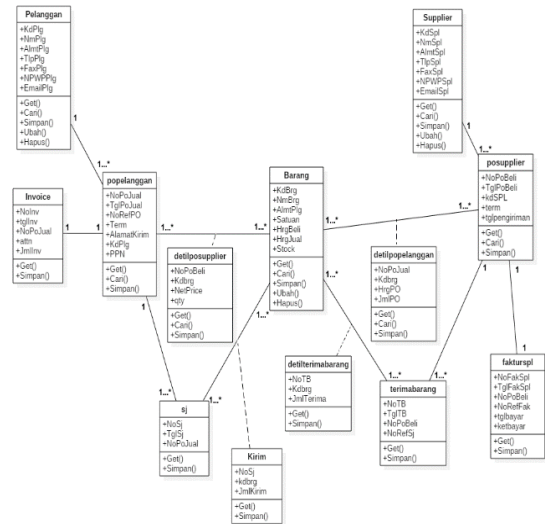 Pelanggan
+KdPlg
+NmPlg
+AlmtPlg
+TlpPlg
+FaxPlg
+NPWPPlg
+EmailPlg
+Get()
+Cari()
+Simpan()
+Ubah()
+Hapus()
1
1...*
Supplier
+KdSpl
+NmSpl
+AlmtSpl
+TlpSpl
+FaxSpl
+NPWPSpl
+EmailSpl
+Get()
+Cari()
+Simpan()
+Ubah()
+Hapus()
1
1...*
Invoice
+NoInv
+tglInv
+NoPoJual
+attn
+JmlInv
+Get()
+Simpan()
1
1
popelanggan
+NoPoJual
+TglPoJual
+NoRefPO
+Term
+AlamatKirim
+KdPlg
+PPN
+Get()
+Cari()
+Simpan()
1...*
1
Barang
+KdBrg
+NmBrg
+AlmtPlg
+Satuan
+HrgBeli
+HrgJual
+Stock
+Get()
+Cari()
+Simpan()
+Ubah()
+Hapus()
1...*
1...*
1...*
1...*
posupplier
+NoPoBeli
+TglPoBeli
+kdSPL
+term
+tglpengiriman
+Get()
+Cari()
+Simpan()
1...*
1
1
detilposupplier
+NoPoBeli
+Kdbrg
+NetPrice
+qty
+Get()
+Cari()
+Simpan()
detilpopelanggan
+NoPoJual
+Kdbrg
+HrgPO
+JmlPO
+Get()
+Cari()
+Simpan()
detilterimabarang
+NoTB
+Kdbrg
+JmlTerima
+Get()
+Simpan()
fakturspl
+NoFakSpl
+TglFakSpl
+NoPoBeli
+NoRefFak
+tglbayar
+ketbayar
+Get()
+Simpan()
1
terimabarang
+NoTB
+TglTB
+NoPoBeli
+NoRefSj
+Get()
+Simpan()
1...*
1...*
sj
+NoSj
+TglSj
+NoPoJual
+Get()
+Simpan()
1...*
1...*
Kirim
+NoSj
+kdbrg
+JmlKirim
+Get()
+Simpan()